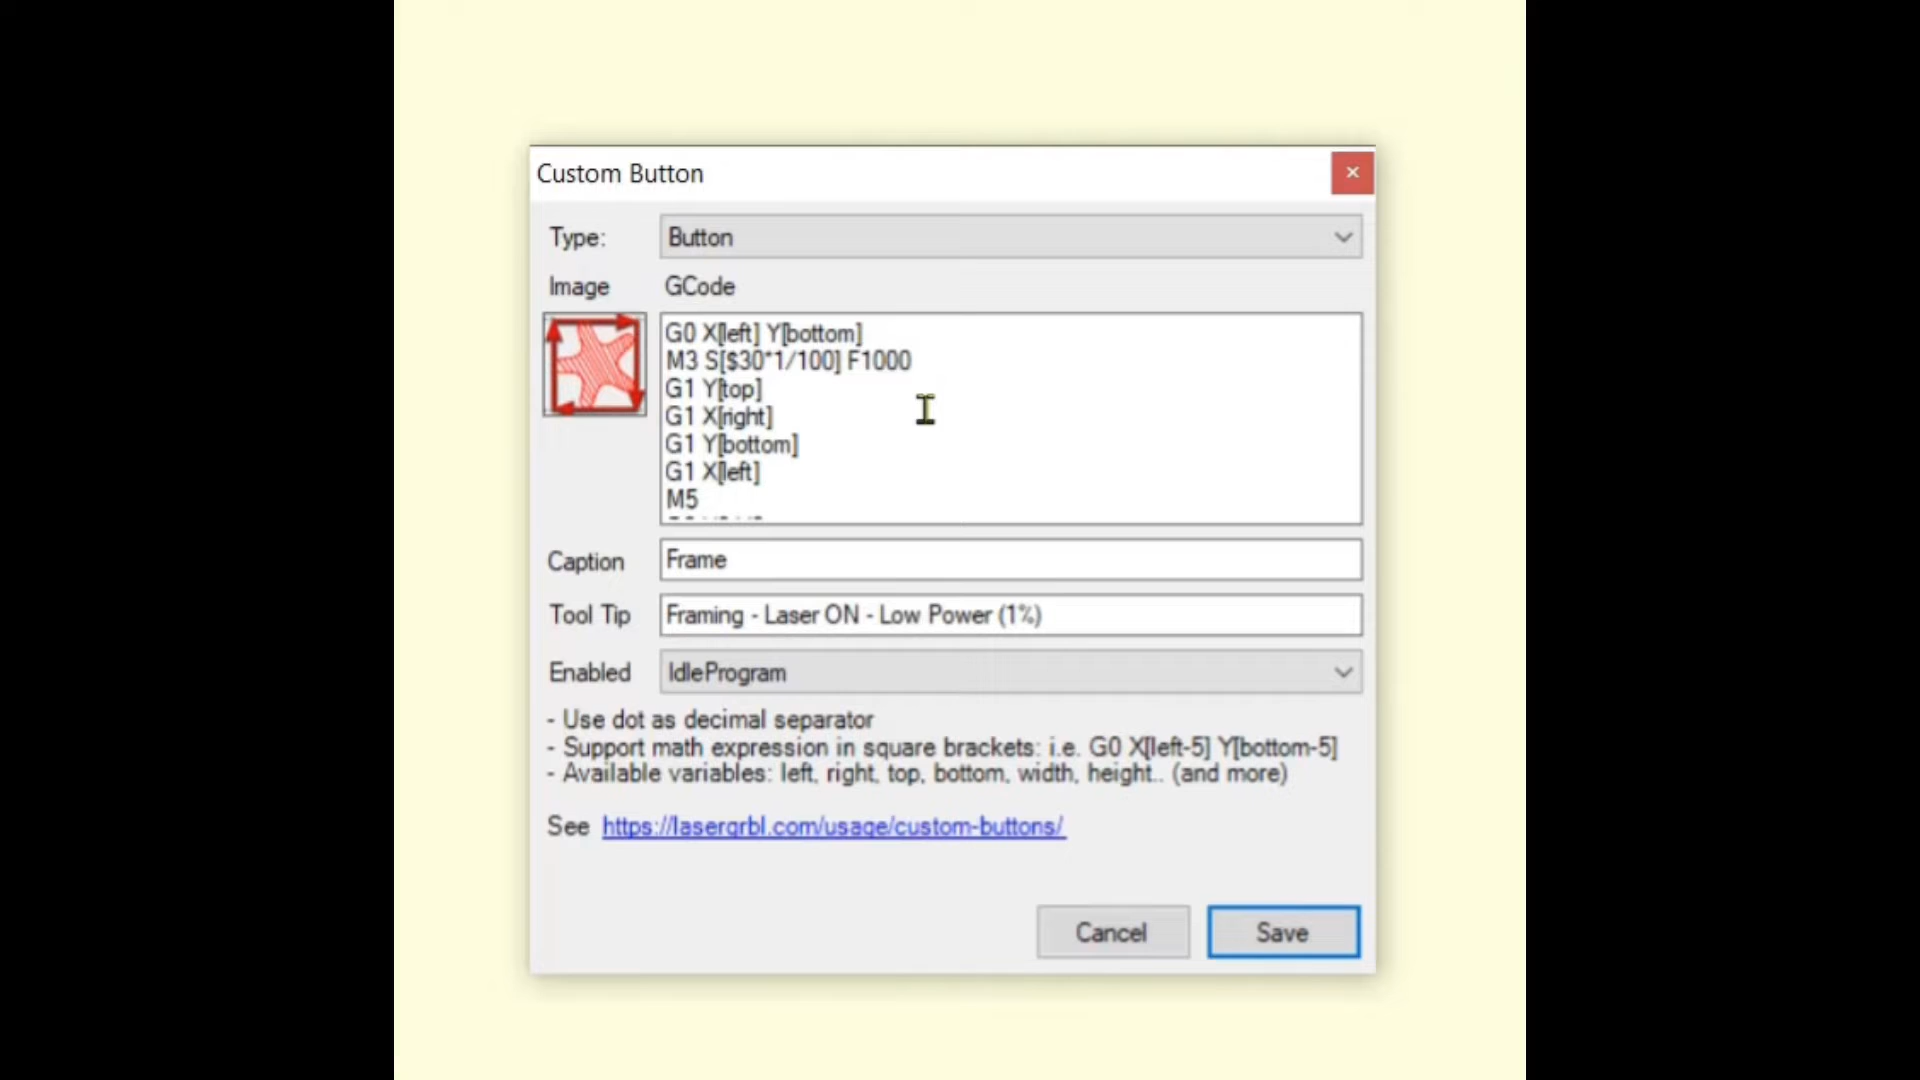 Custom Button
Type: Button
Image GCode
G0 X[left] Y[bottom]
M3 S[$30*1/100] F1000
G1 Y[top]
G1 X[right]
G1 Y[bottom]
G1 X[left]
M5
Caption Frame
Tool Tip Framing - Laser ON - Low Power (1%)
Enabled IdleProgram
- Use dot as decimal separator
- Support math expression in square brackets: i.e. G0 X[left-5] Y[bottom-5]
- Available variables: left, right, top, bottom, width, height.. (and more)
See https://lasergrbl.com/usage/custom-buttons/
Cancel Save